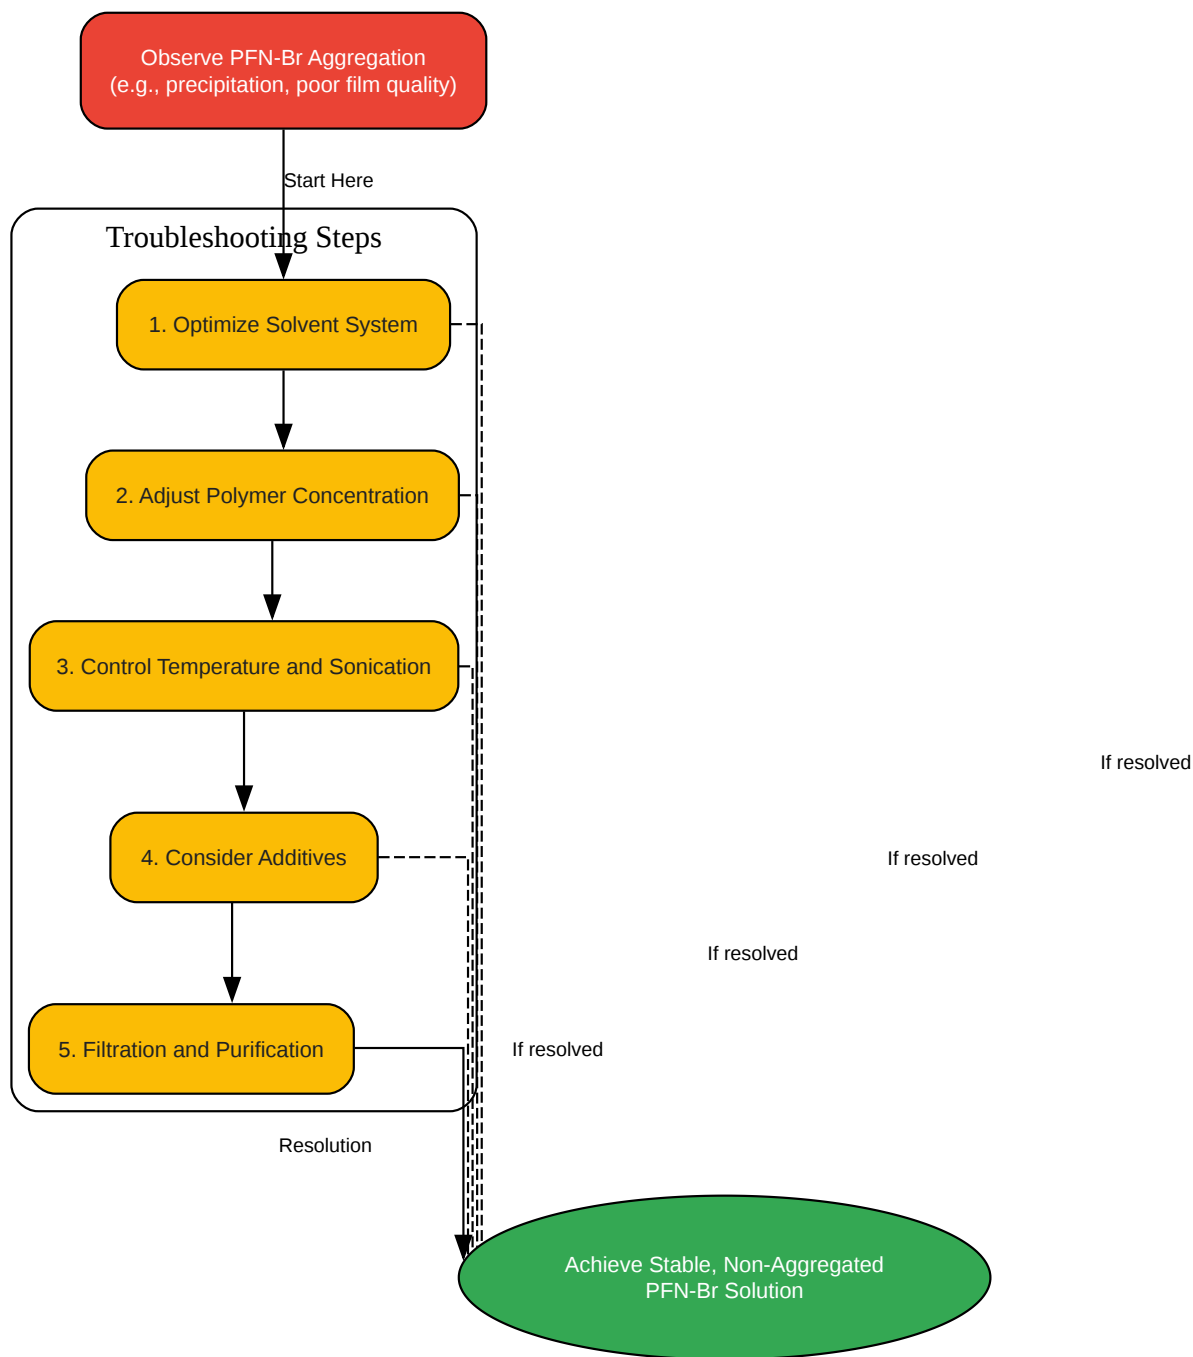 Observe PFN-Br Aggregation
(e.g., precipitation, poor film quality)
Start Here
Troubleshooting Steps
1. Optimize Solvent System
2. Adjust Polymer Concentration
3. Control Temperature and Sonication
If resolved
4. Consider Additives
If resolved
If resolved
5. Filtration and Purification
If resolved
Resolution
Achieve Stable, Non-Aggregated
PFN-Br Solution